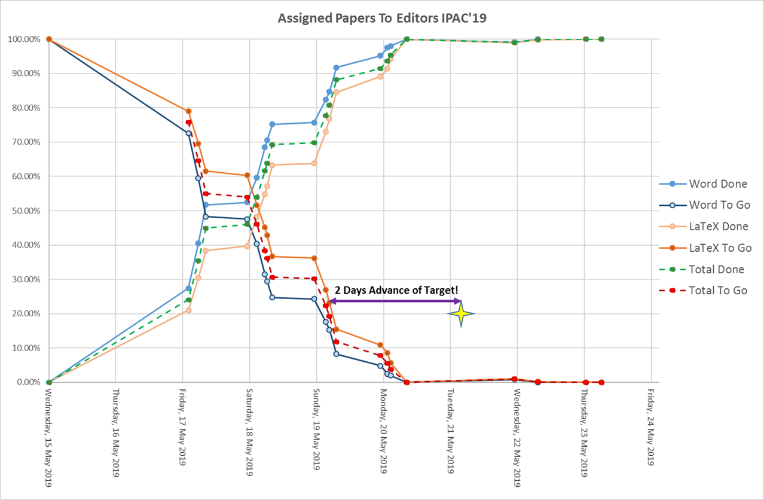 Assigned Papers To Editors IPAC'19
100.00%
90.00%
80.00%
70.00%
60.00%
50.00%
40.00%
30.00%
20.00%
10.00%
0.00%
2 Days Advance of Target!
Word Done
Word To Go
LaTeX Done
LaTeX To Go
Total Done
Total To Go
Wednesday, 15 May 2019
Thursday, 16 May 2019
Friday, 17 May 2019
Saturday, 18 May 2019
Sunday, 19 May 2019
Monday, 20 May 2019
Tuesday, 21 May 2019
Wednesday, 22 May 2019
Thursday, 23 May 2019
Friday, 24 May 2019